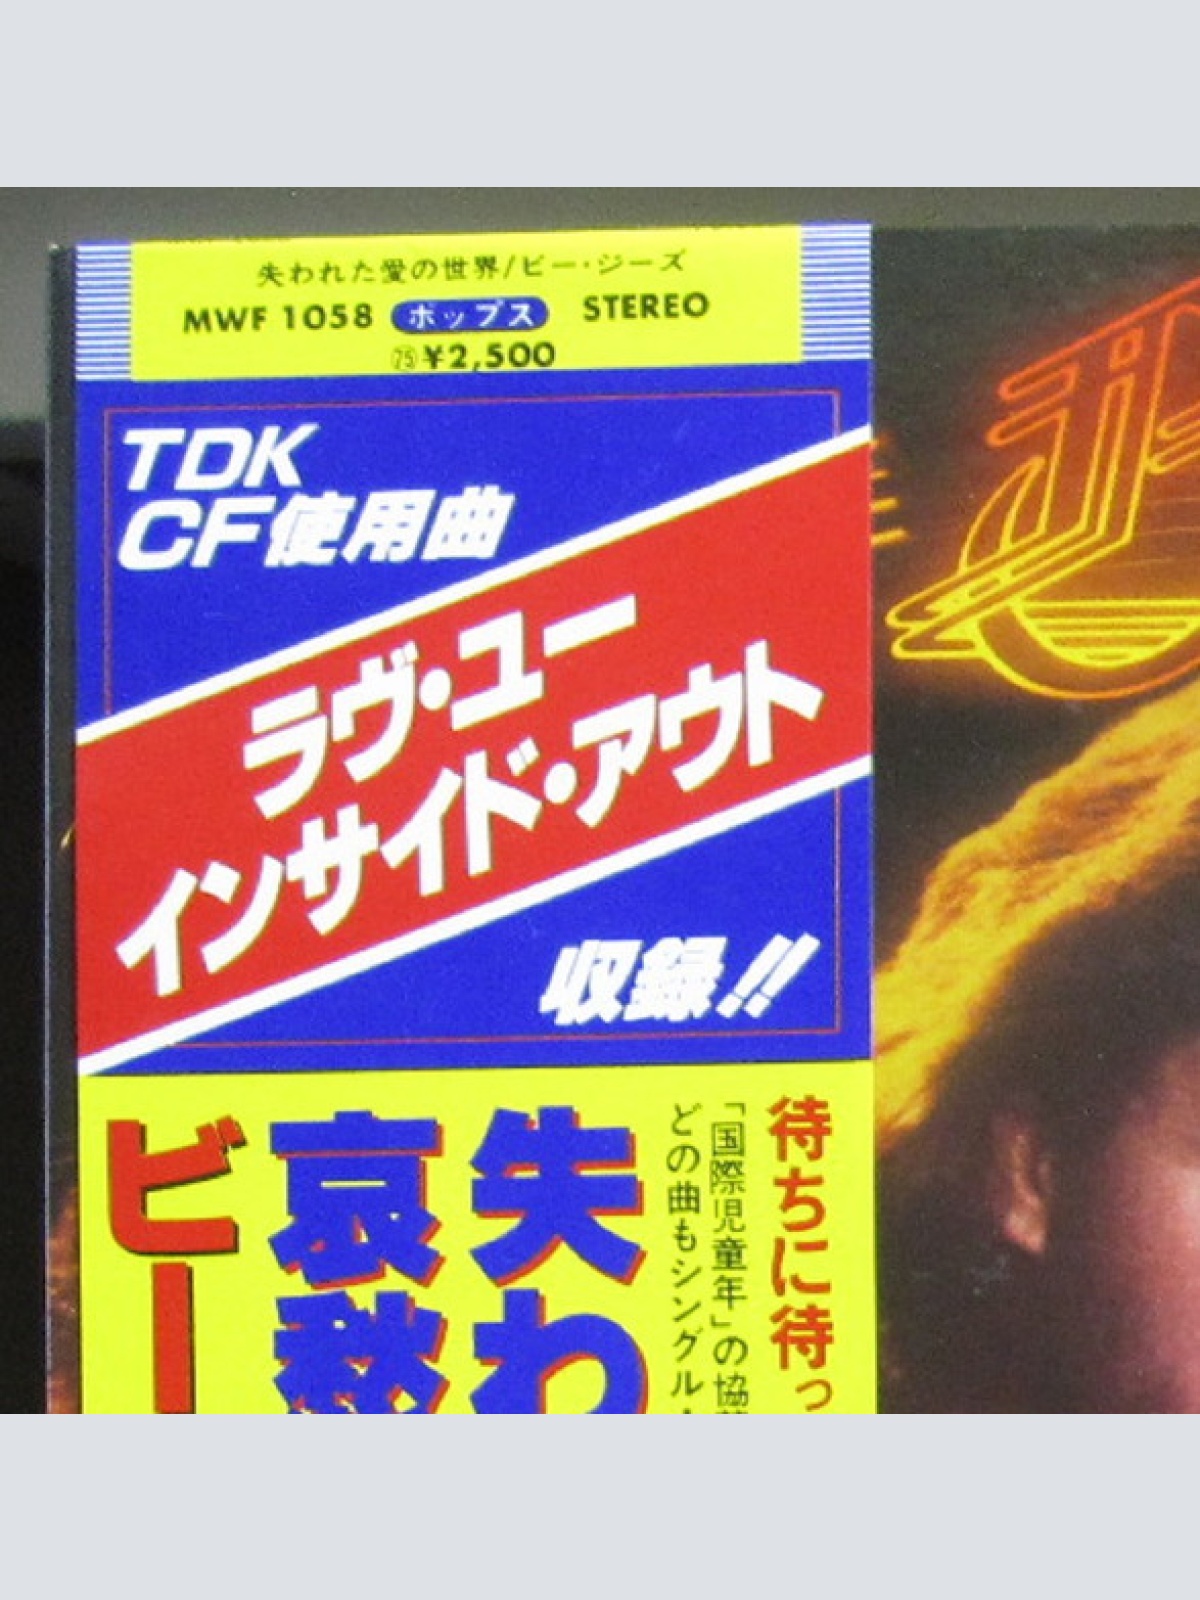 失われた愛の世界/ビー・ジーズ
MWF 1058 ポップス STEREO
㋕ ¥2,500
TDK
CF使用曲
ラヴ・ユー
インサイド・アウト
収録!!
待ちに待っ
「国際児童年」の協
どの曲もシングル
失わ
哀愁
ビー